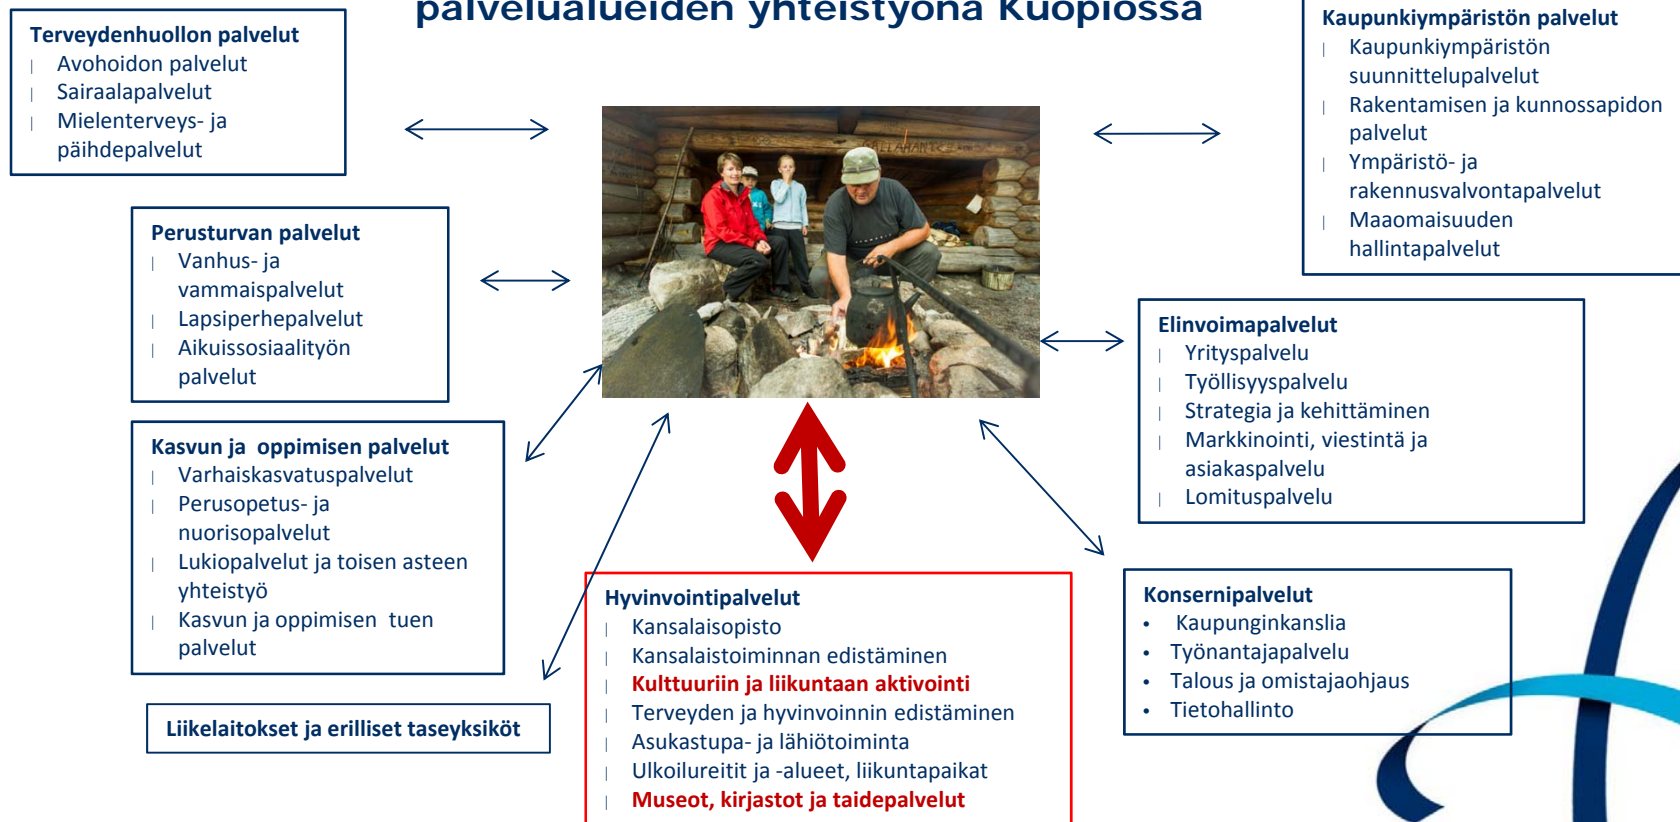 palvelualueiden yhteistyönä Kuopiossa
Terveydenhuollon palvelut
Avohoidon palvelut
Sairaalapalvelut
Mielenterveys- ja
päihdepalvelut
Perusturvan palvelut
Vanhus- ja
vammaispalvelut
Lapsiperhepalvelut
Aikuissosiaalityön
palvelut
Kasvun ja oppimisen palvelut
Varhaiskasvatuspalvelut
Perusopetus- ja
nuorisopalvelut
Lukiopalvelut ja toisen asteen
yhteistyö
Kasvun ja oppimisen tuen
palvelut
Liikelaitokset ja erilliset taseyksiköt
Hyvinvointipalvelut
Kansalaisopisto
Kansalaistoiminnan edistäminen
Kulttuuriin ja liikuntaan aktivointi
Terveyden ja hyvinvoinnin edistäminen
Asukastupa- ja lähiötoiminta
Ulkoilureitit ja -alueet, liikuntapaikat
Museot, kirjastot ja taidepalvelut
Kaupunkiympäristön palvelut
Kaupunkiympäristön
suunnittelupalvelut
Rakentamisen ja kunnossapidon
palvelut
Ympäristö- ja
rakennusvalvontapalvelut
Maaomaisuuden
hallintapalvelut
Elinvoimapalvelut
Yrityspalvelu
Työllisyyspalvelu
Strategia ja kehittäminen
Markkinointi, viestintä ja
asiakaspalvelu
Lomituspalvelu
Konsernipalvelut
• Kaupunginkanslia
• Työnantajapalvelu
• Talous ja omistajaohjaus
• Tietohallinto